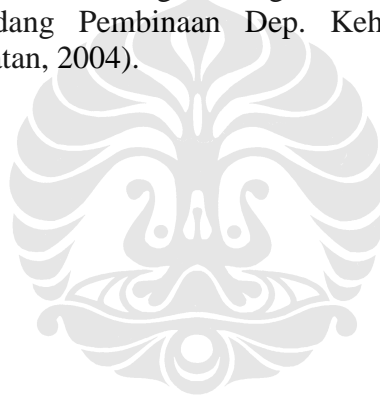 dang Pembinaan Dep. Keh
atan, 2004).